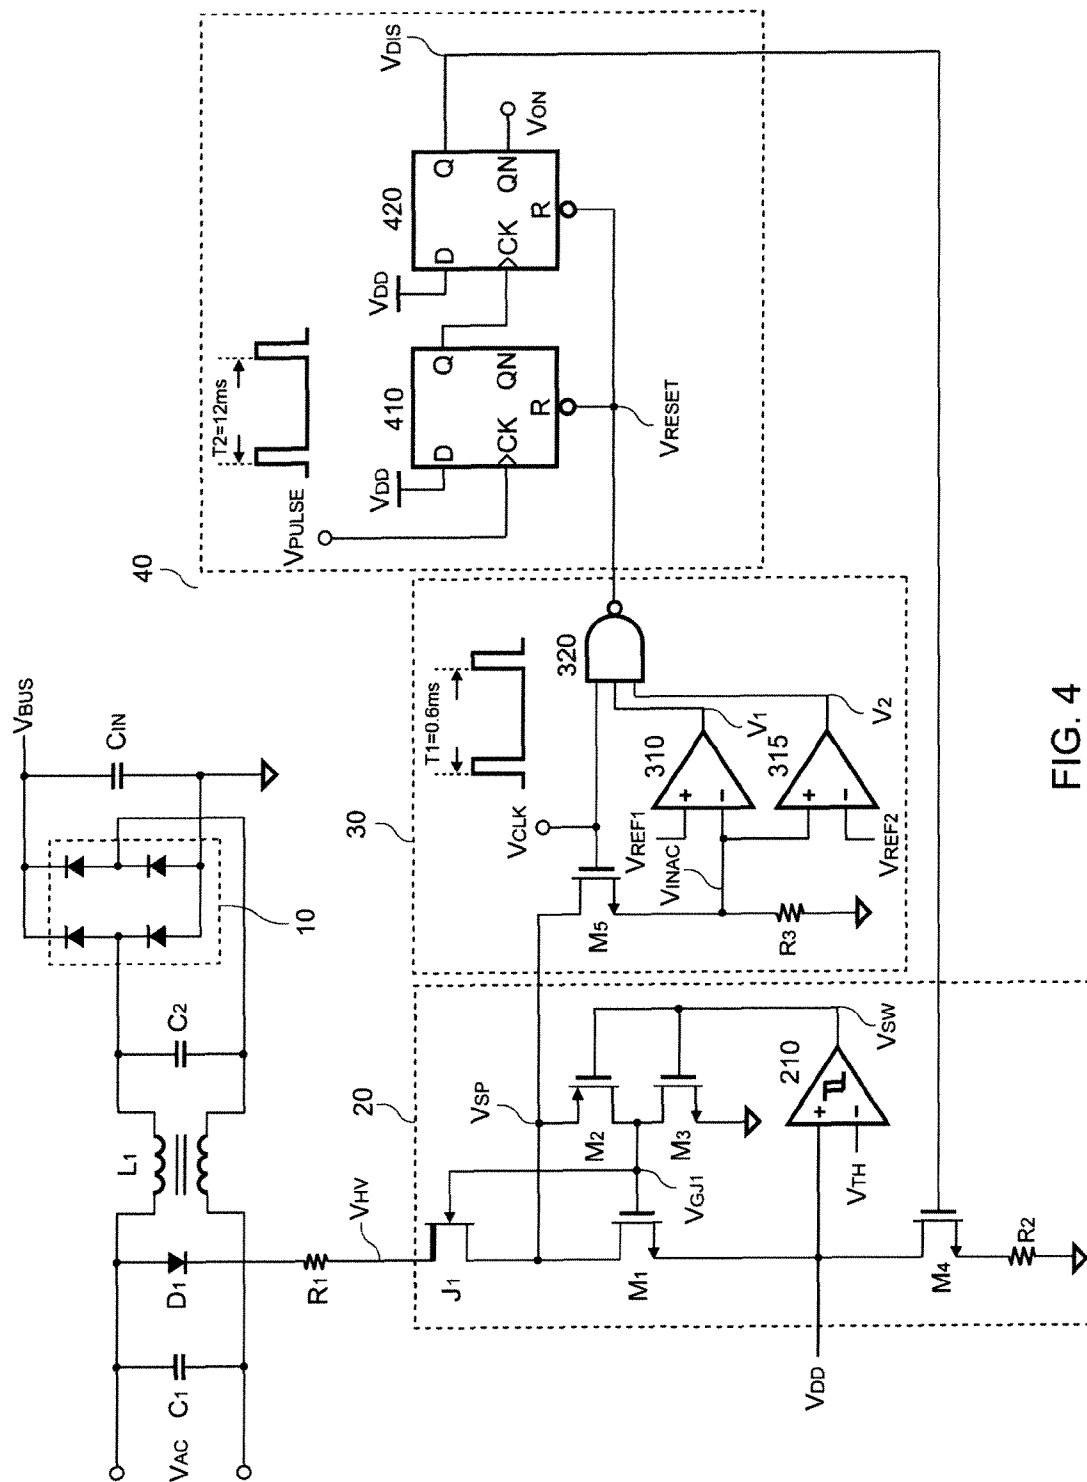 VAC
C1
D1
R1
L1
C2
10
VBUS
CIN
VHV
20
J1
VSP
M1
M2
M3
VGJ1
VDD
VTH
+
−
210
VSW
M4
R2
30
VCLK
T1=0.6ms
M5
VINAC
R3
VREF1
VREF2
+
−
310
+
−
315
V1
V2
320
40
VPULSE
T2=12ms
VDD
D
Q
410
CK
QN
R
VRESET
VDD
D
Q
420
CK
QN
R
VON
VDIS
FIG. 4